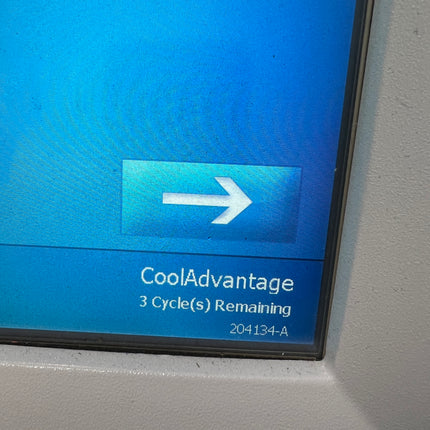 CoolAdvantage
3 Cycle(s) Remaining
204134-A